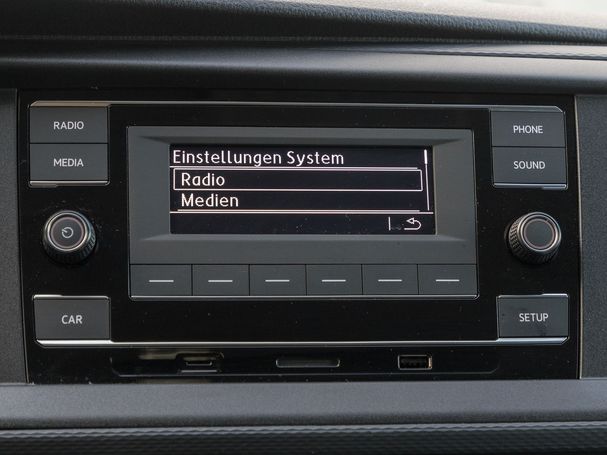 RADIO
PHONE
MEDIA
SOUND
Einstellungen System
Radio
Medien
CAR
SETUP